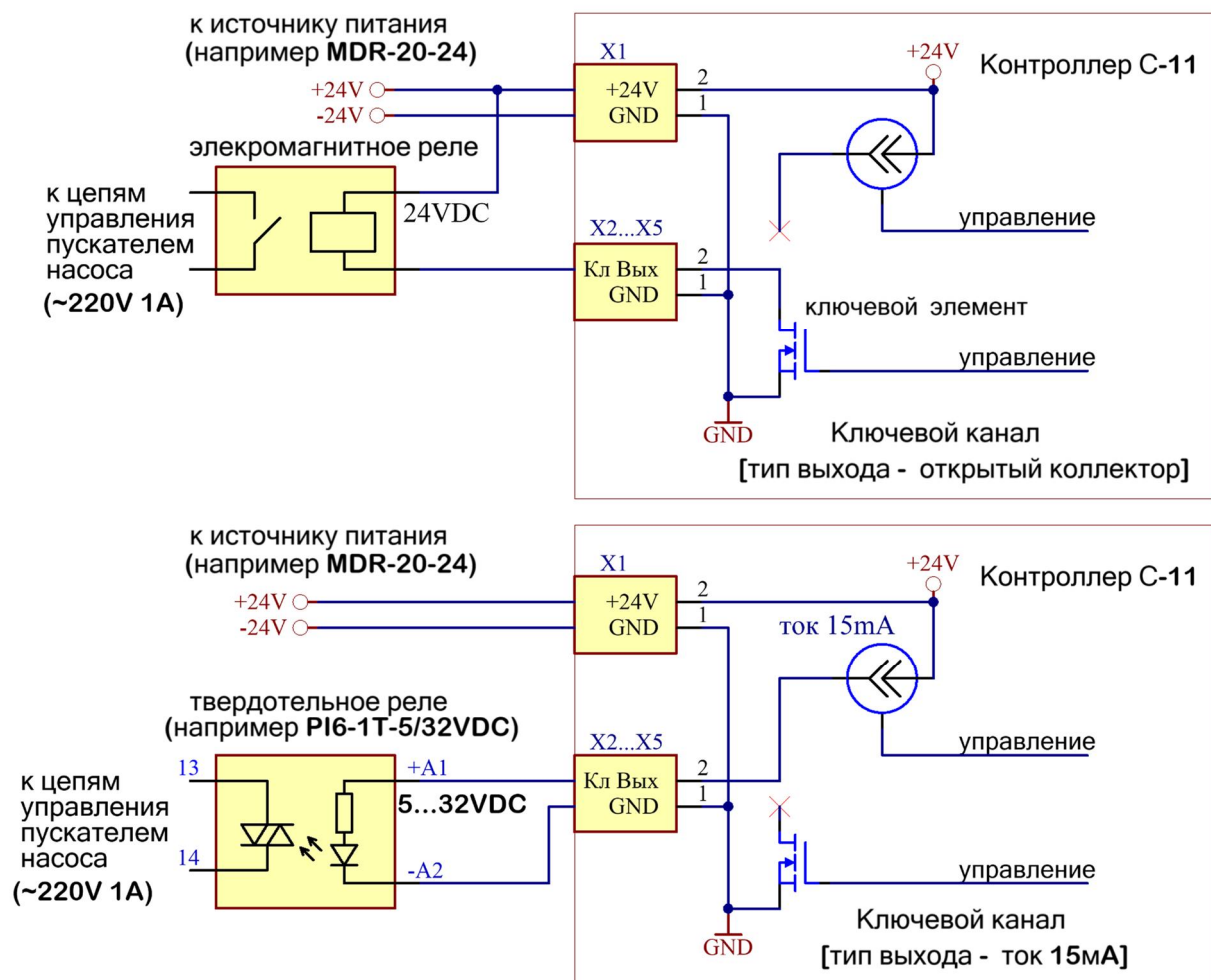 к источнику питания
(например MDR-20-24)
+24V
-24V
X1
+24V
GND
2
1
+24V
Контроллер С-11
элекромагнитное реле
к цепям
управления
пускателем
насоса
(~220V 1A)
24VDC
X2...X5
Кл Вых
GND
2
1
управление
ключевой элемент
управление
GND
Ключевой канал
[тип выхода - открытый коллектор]
к источнику питания
(например MDR-20-24)
+24V
-24V
X1
+24V
GND
2
1
+24V
Контроллер С-11
ток 15mA
твердотельное реле
(например PI6-1T-5/32VDC)
к цепям
управления
пускателем
насоса
(~220V 1A)
13
14
+A1
5...32VDC
-A2
X2...X5
Кл Вых
GND
2
1
управление
управление
GND
Ключевой канал
[тип выхода - ток 15мА]